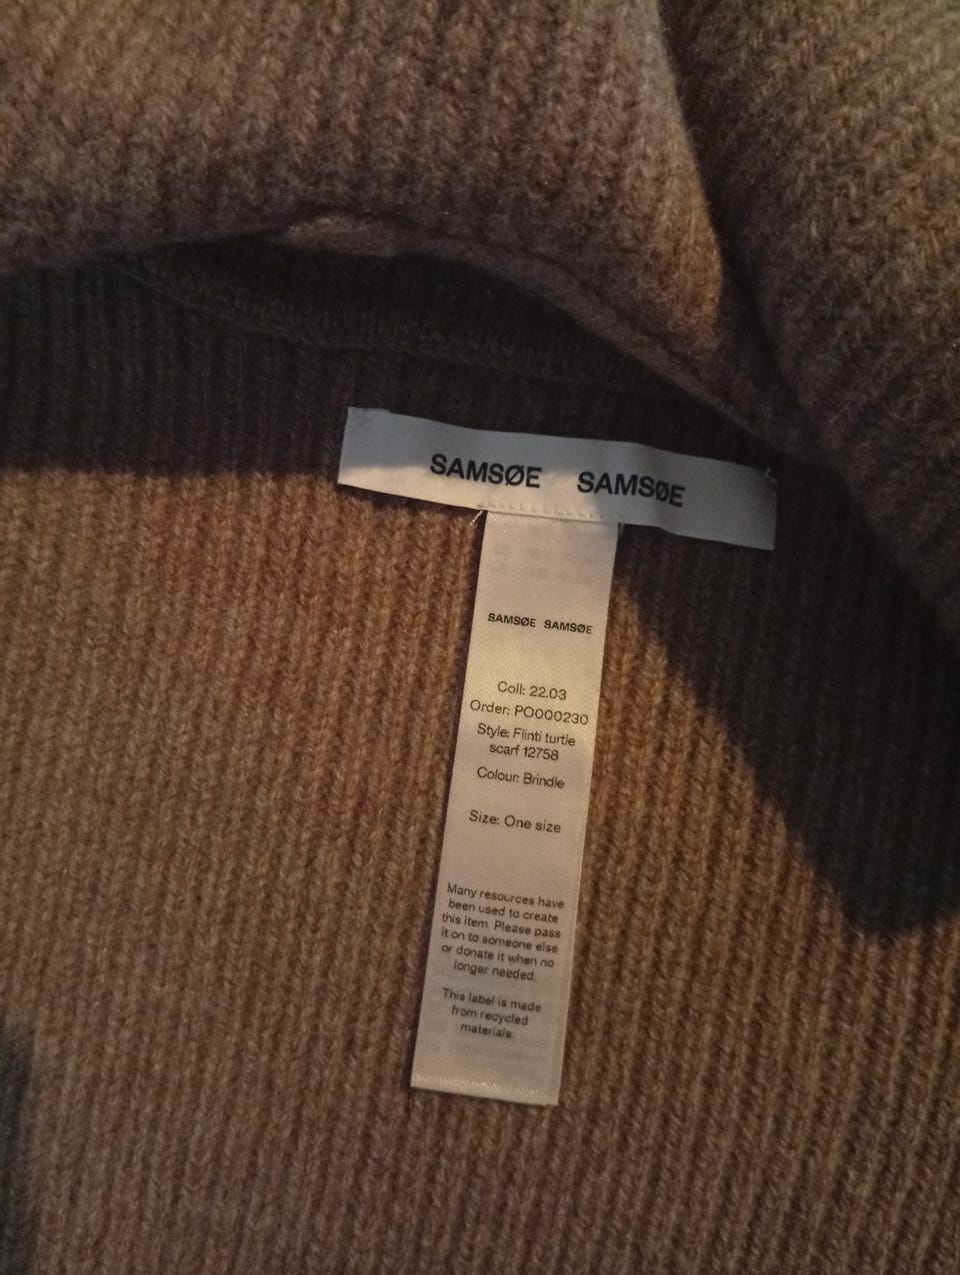 SAMSØE SAMSØE
SAMSØE SAMSØE
Coll: 22.03
Order: PO000230
Style: Flinti turtle
scarf 12758
Colour: Brindle
Size: One size
Many resources have
been used to create
this item. Please pass
it on to someone else
or donate it when no
longer needed.
This label is made
from recycled
materials.